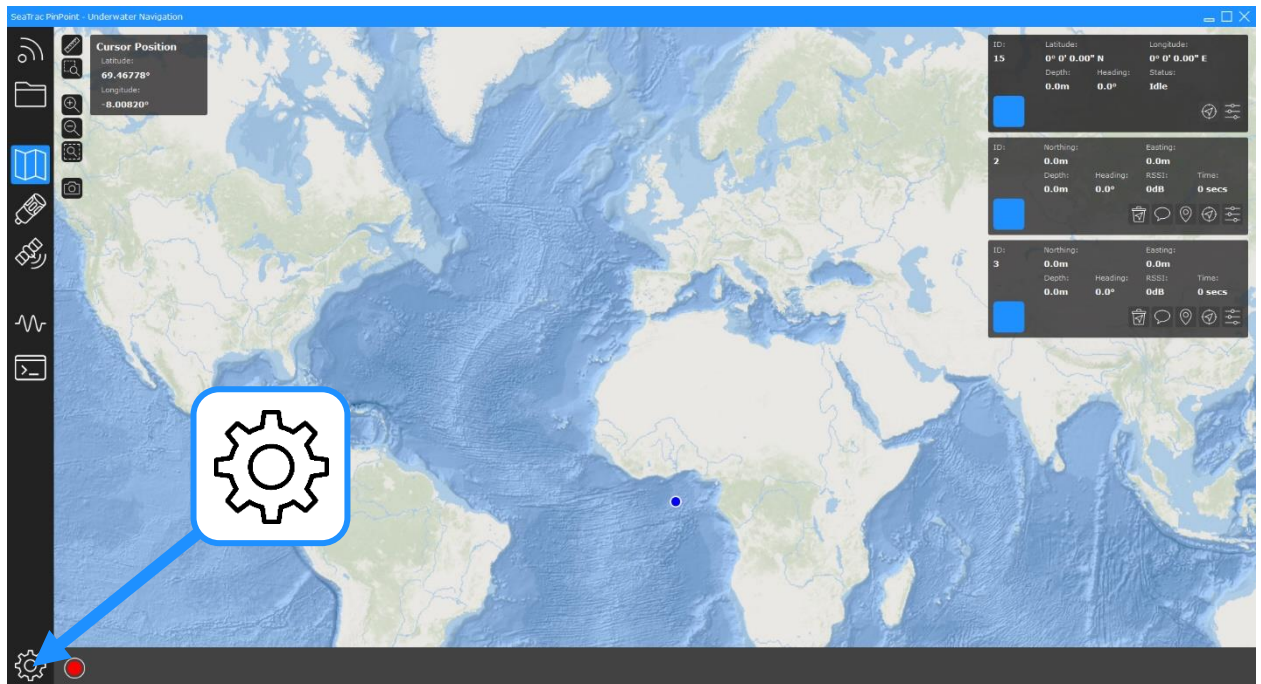 SeaTrac PinPoint - Underwater Navigation
Cursor Position
Latitude:
69.46778°
Longitude:
-8.00820°
ID: Latitude: Longitude:
15 0° 0' 0.00" N 0° 0' 0.00" E
Depth: Heading: Status:
0.0m 0.0° Idle
ID: Northing: Easting:
2 0.0m 0.0m
Depth: Heading: RSSI: Time:
0.0m 0.0° 0dB 0 secs
ID: Northing: Easting:
3 0.0m 0.0m
Depth: Heading: RSSI: Time:
0.0m 0.0° 0dB 0 secs